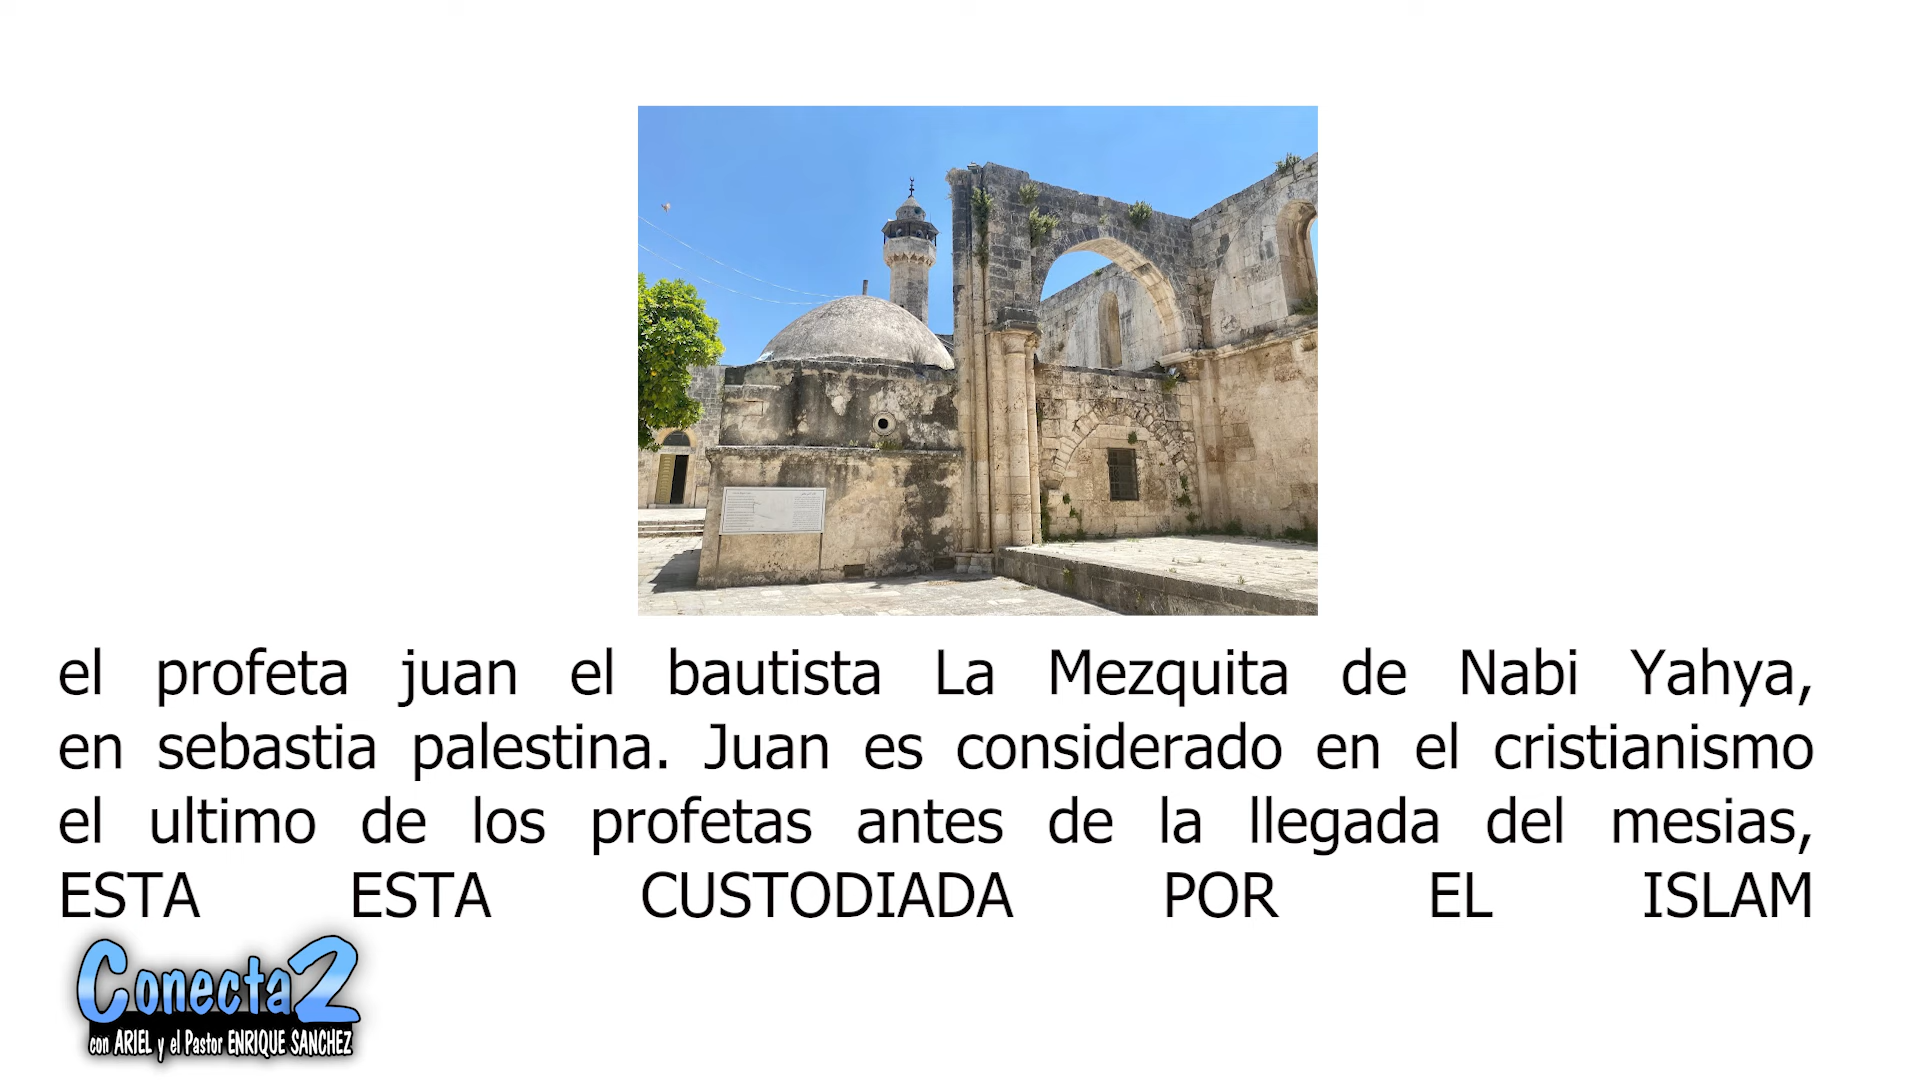 el profeta juan el bautista La Mezquita de Nabi Yahya,
en sebastia palestina. Juan es considerado en el cristianismo
el ultimo de los profetas antes de la llegada del mesias,
ESTA ESTA CUSTODIADA POR EL ISLAM
Conecta2
con ARIEL y el Pastor ENRIQUE SANCHEZ